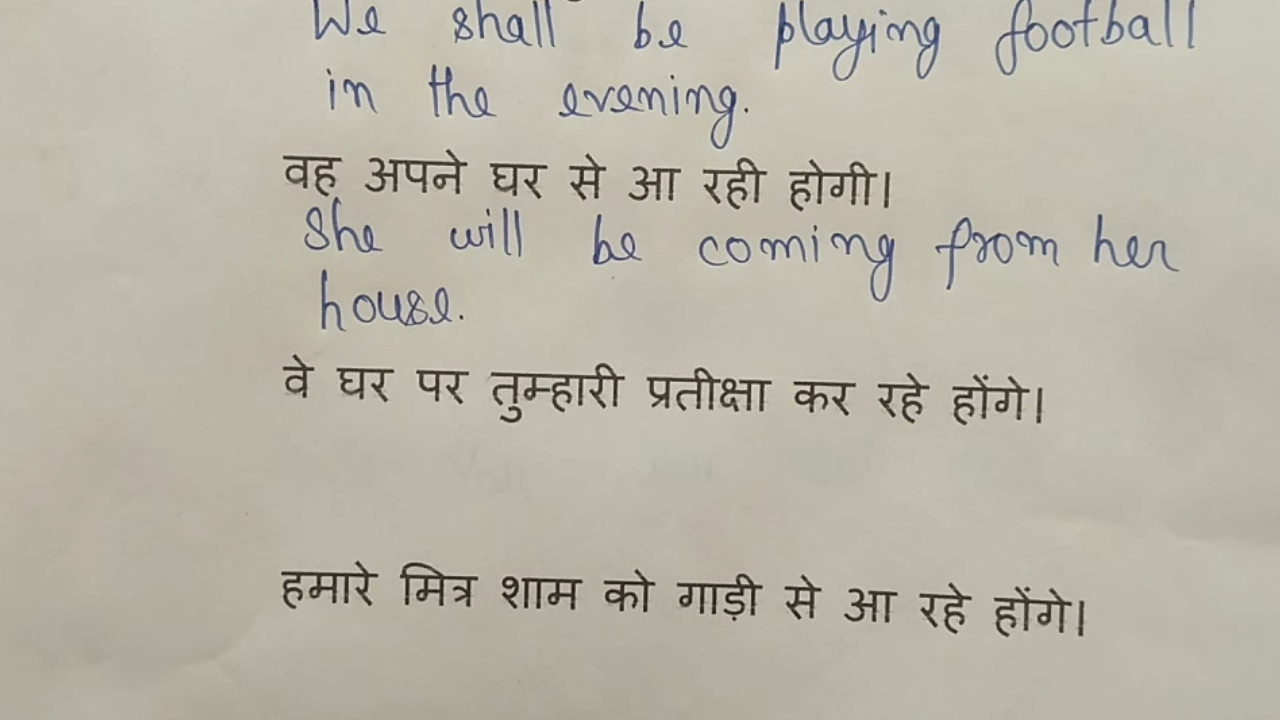 We shall be playing football
in the evening.
वह अपने घर से आ रही होगी।
She will be coming from her
house.
वे घर पर तुम्हारी प्रतीक्षा कर रहे होंगे।
हमारे मित्र शाम को गाड़ी से आ रहे होंगे।